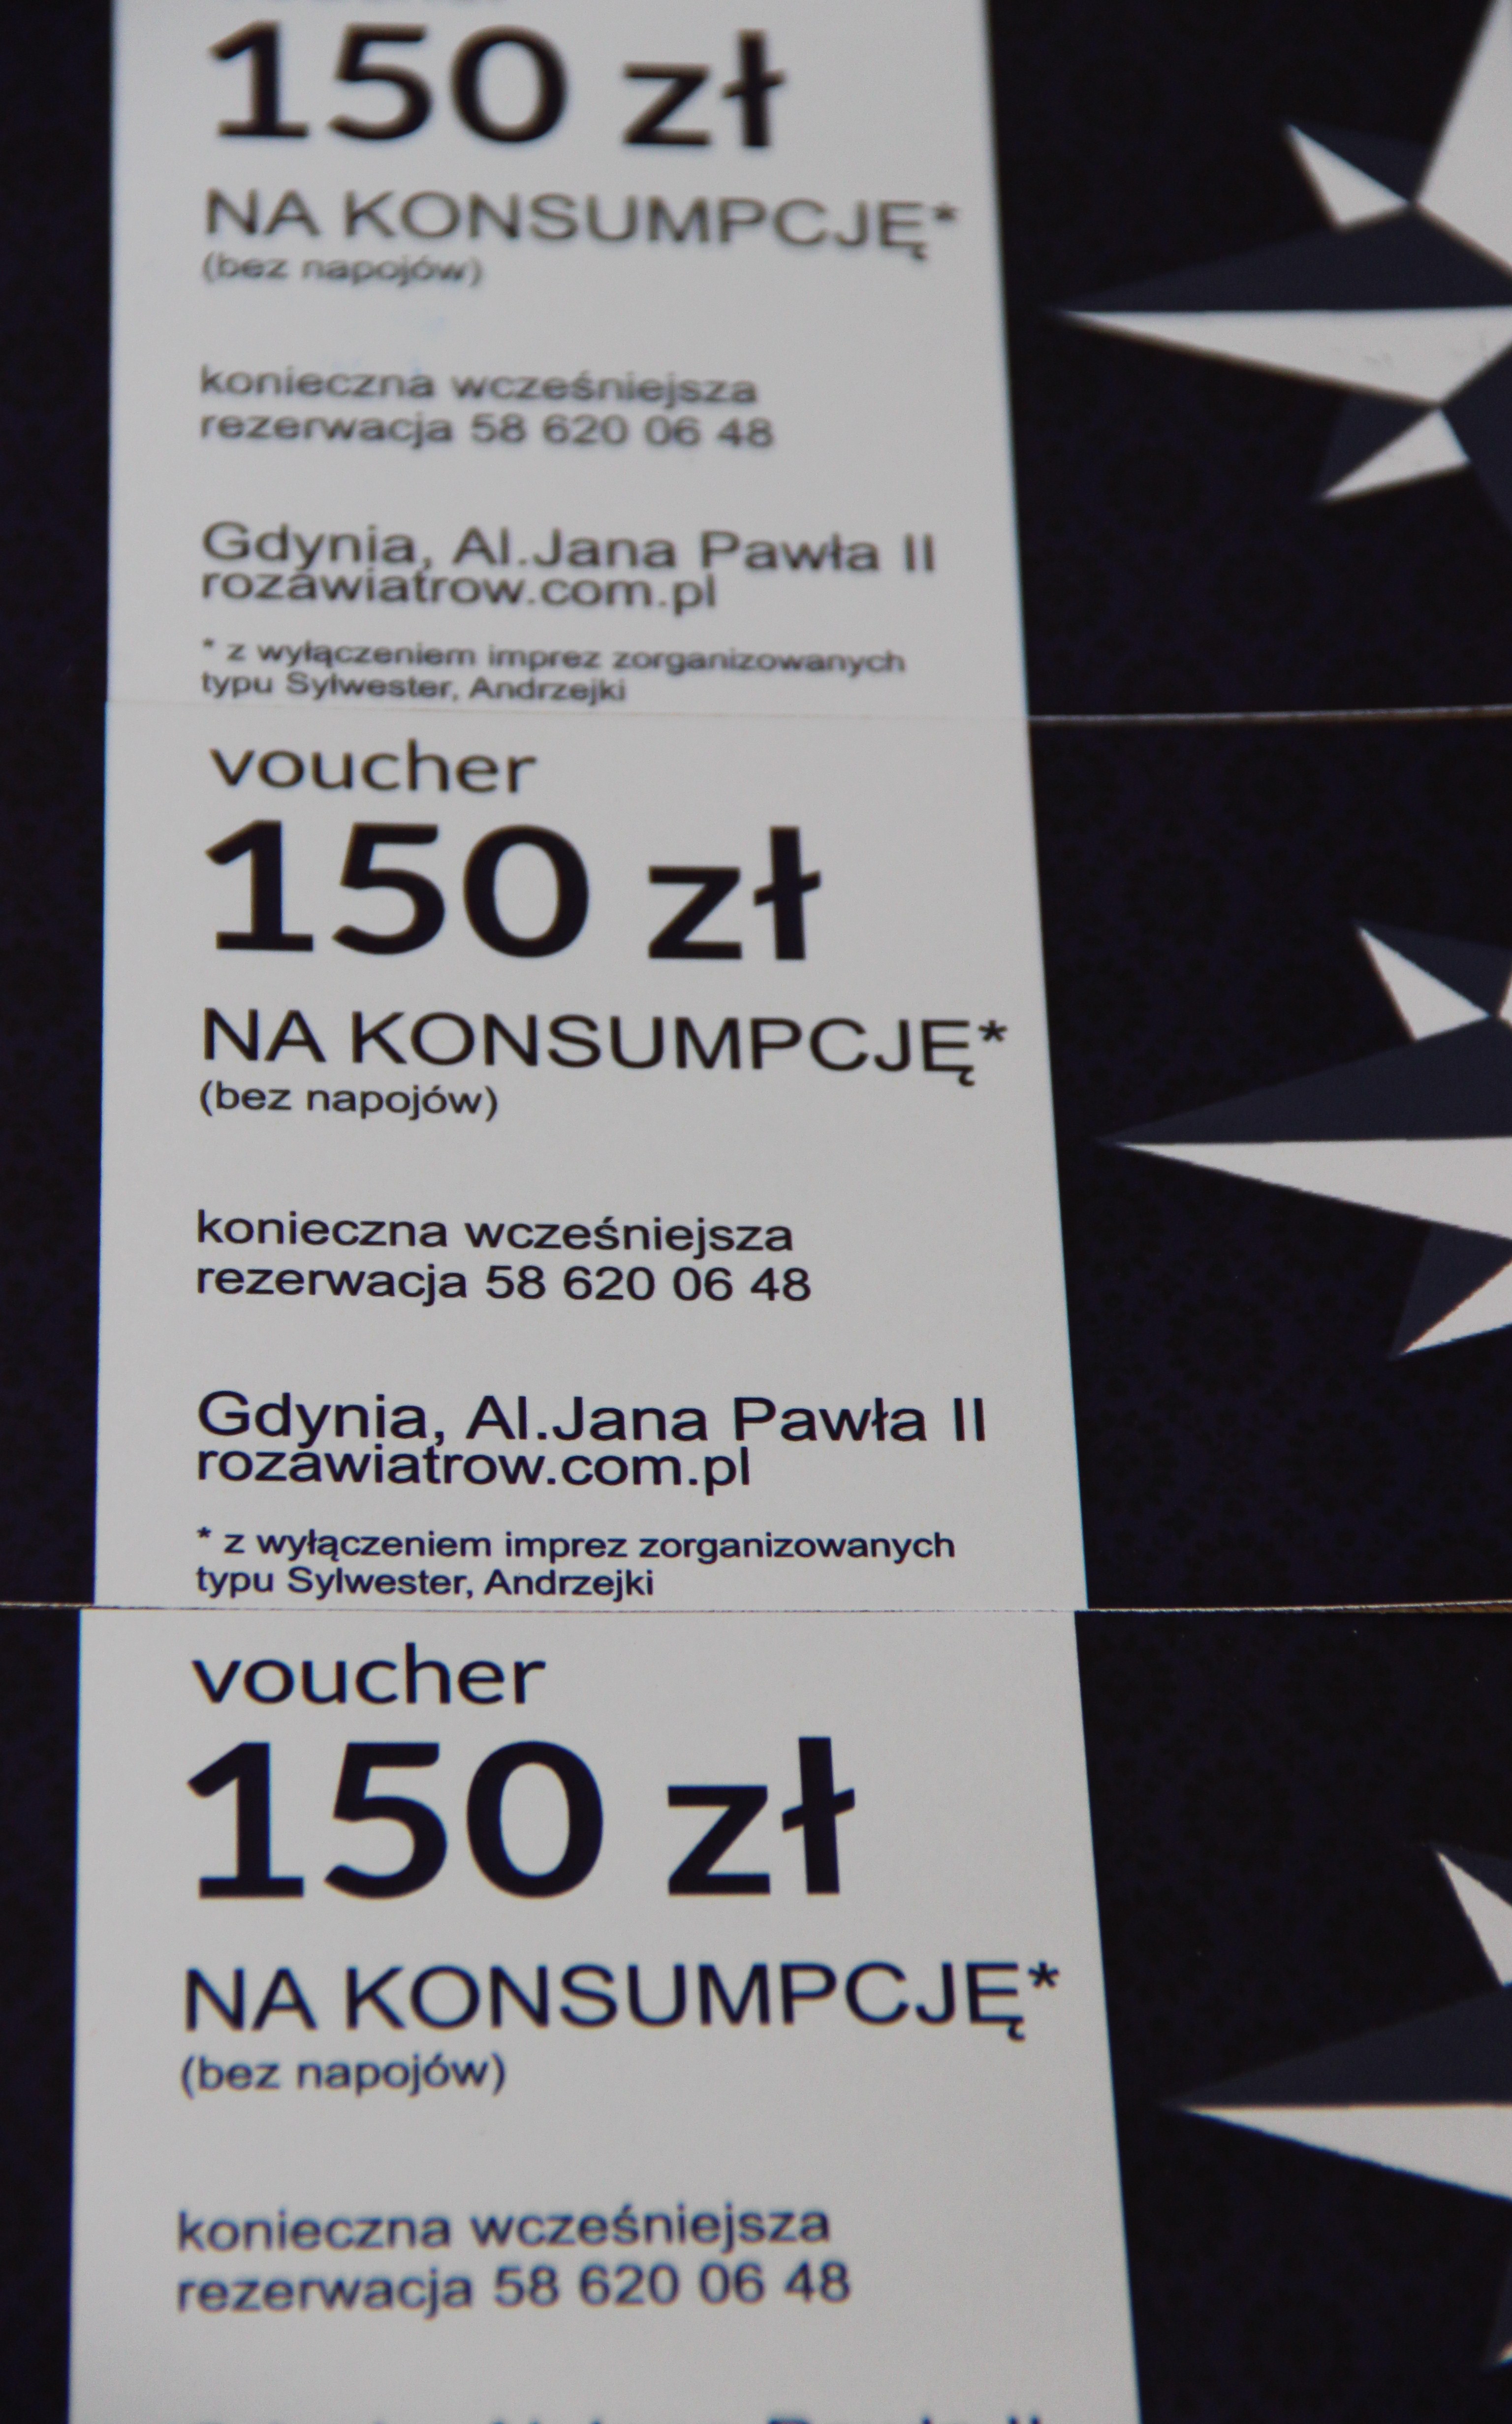 voucher
150 zł
NA KONSUMPCJĘ*
(bez napojów)
konieczna wcześniejsza
rezerwacja 58 620 06 48
Gdynia, Al.Jana Pawła II
rozawiatrow.com.pl
* z wyłączeniem imprez zorganizowanych
typu Sylwester, Andrzejki
voucher
150 zł
NA KONSUMPCJĘ*
(bez napojów)
konieczna wcześniejsza
rezerwacja 58 620 06 48
Gdynia, Al.Jana Pawła II
rozawiatrow.com.pl
* z wyłączeniem imprez zorganizowanych
typu Sylwester, Andrzejki
voucher
150 zł
NA KONSUMPCJĘ*
(bez napojów)
konieczna wcześniejsza
rezerwacja 58 620 06 48